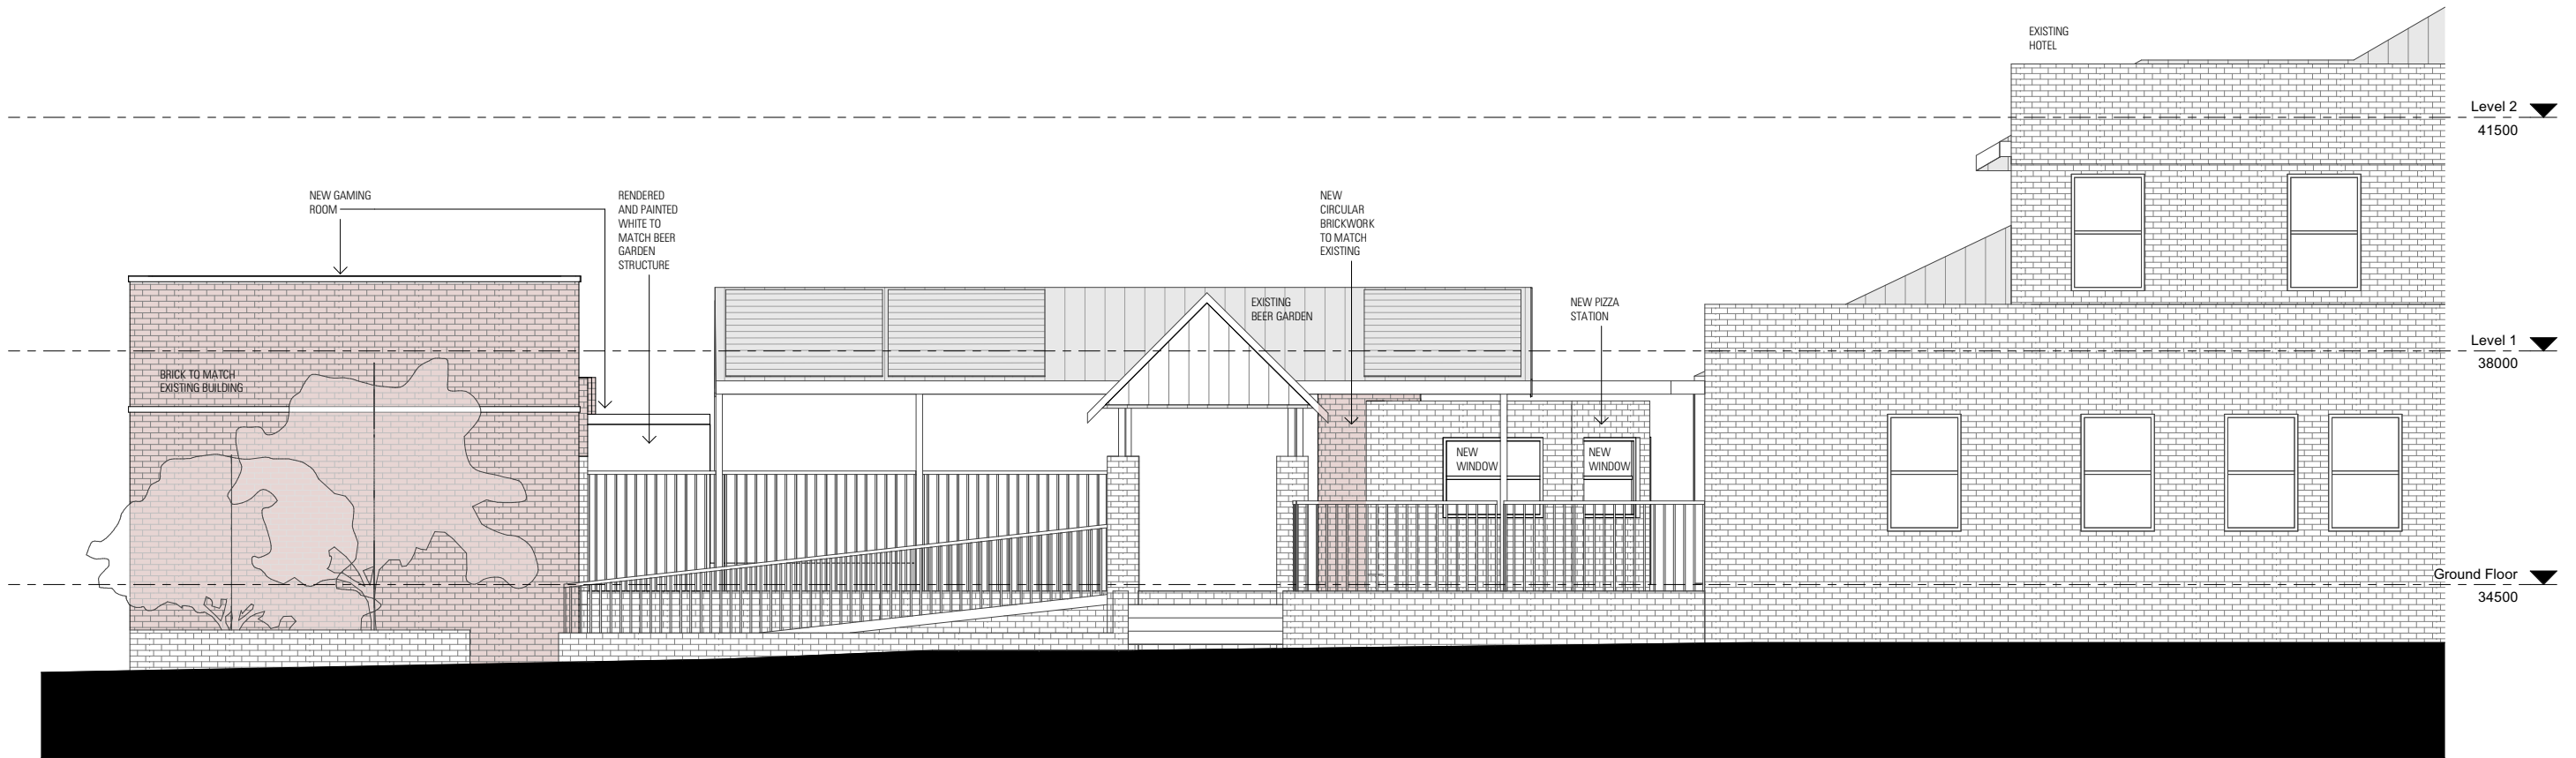 EXISTING
HOTEL
Level 2
41500
NEW GAMING
ROOM
RENDERED
AND PAINTED
WHITE TO
MATCH BEER
GARDEN
STRUCTURE
NEW
CIRCULAR
BRICKWORK
TO MATCH
EXISTING
EXISTING
BEER GARDEN
NEW PIZZA
STATION
Level 1
38000
BRICK TO MATCH
EXISTING BUILDING
NEW
WINDOW
NEW
WINDOW
Ground Floor
34500